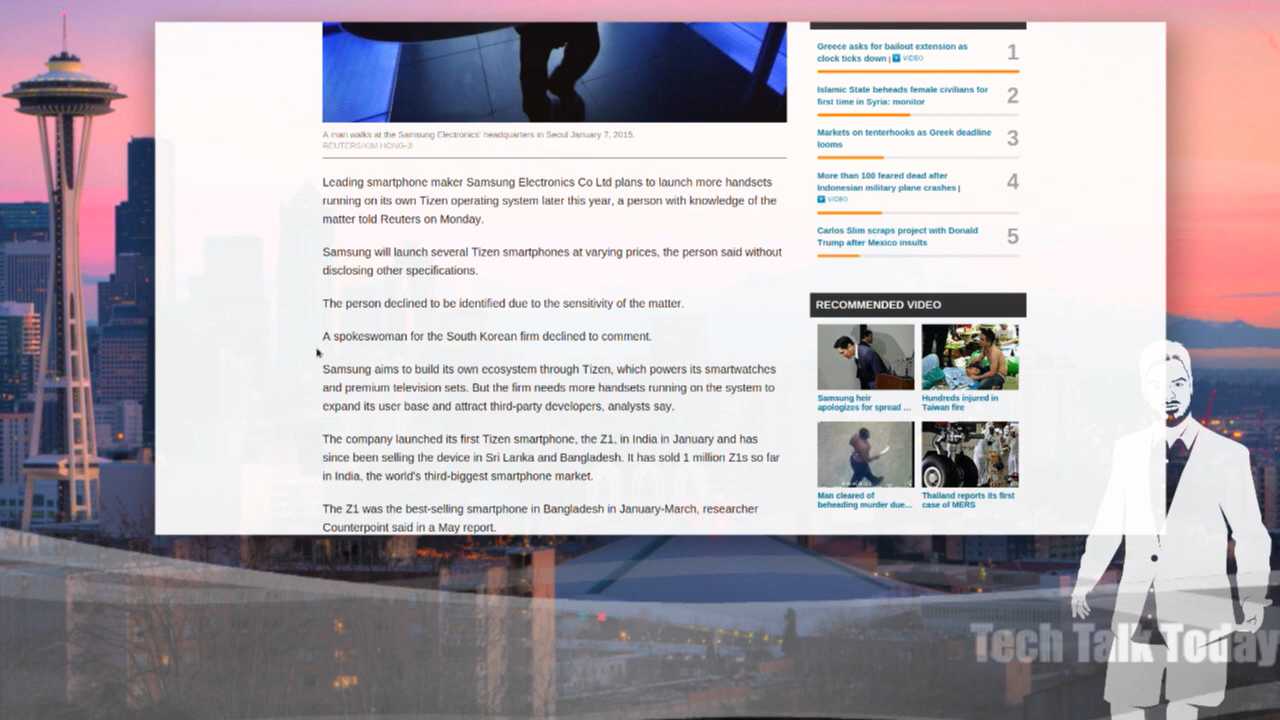 A man walks at the Samsung Electronics' headquarters in Seoul January 7, 2015.
REUTERS/KIM HONG-JI
Leading smartphone maker Samsung Electronics Co Ltd plans to launch more handsets
running on its own Tizen operating system later this year, a person with knowledge of the
matter told Reuters on Monday.
Samsung will launch several Tizen smartphones at varying prices, the person said without
disclosing other specifications.
The person declined to be identified due to the sensitivity of the matter.
A spokeswoman for the South Korean firm declined to comment.
Samsung aims to build its own ecosystem through Tizen, which powers its smartwatches
and premium television sets. But the firm needs more handsets running on the system to
expand its user base and attract third-party developers, analysts say.
The company launched its first Tizen smartphone, the Z1, in India in January and has
since been selling the device in Sri Lanka and Bangladesh. It has sold 1 million Z1s so far
in India, the world's third-biggest smartphone market.
The Z1 was the best-selling smartphone in Bangladesh in January-March, researcher
Counterpoint said in a May report.
Greece asks for bailout extension as
clock ticks down | VIDEO
1
Islamic State beheads female civilians for
first time in Syria: monitor
2
Markets on tenterhooks as Greek deadline
looms
3
More than 100 feared dead after
Indonesian military plane crashes |
VIDEO
4
Carlos Slim scraps project with Donald
Trump after Mexico insults
5
RECOMMENDED VIDEO
Samsung heir
apologizes for spread ...
Hundreds injured in
Taiwan fire
Man cleared of
beheading murder due...
Thailand reports its first
case of MERS
Tech Talk Today